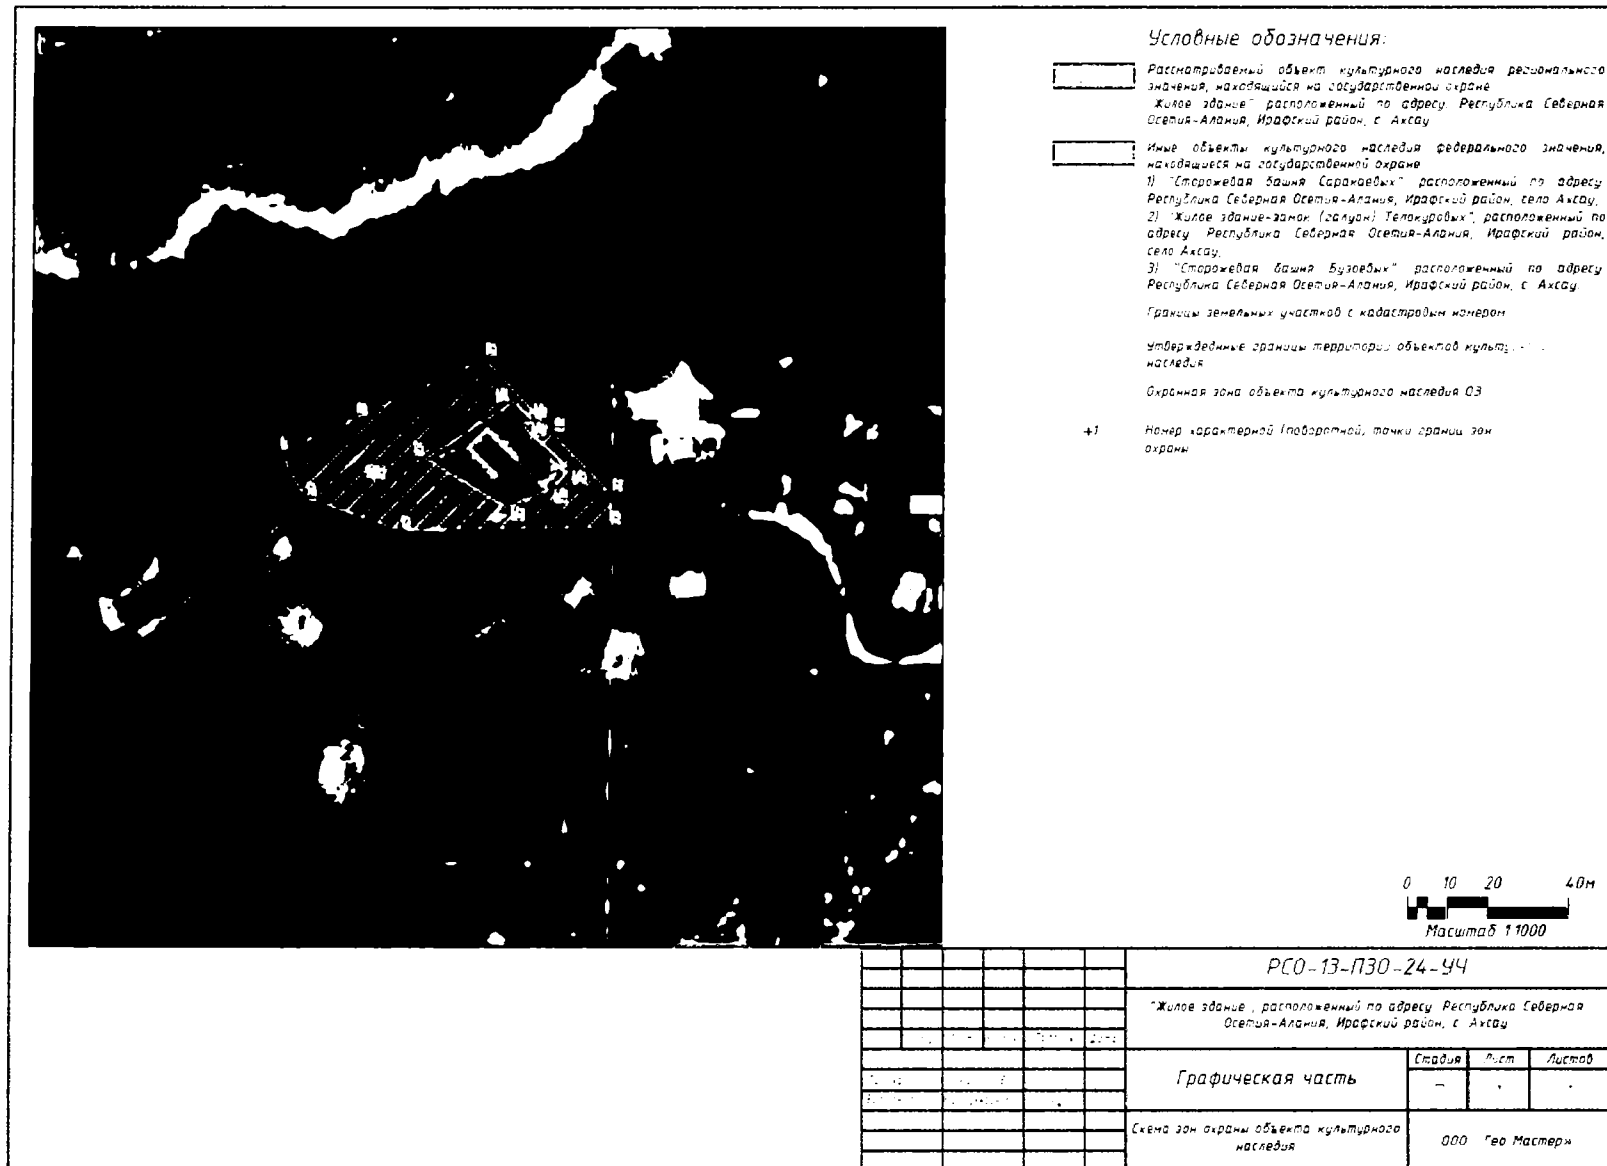 Условные обозначения:
Рассматриваемый объект культурного наследия регионального
значения, находящийся на государственной охране
"Жилое здание" расположенный по адресу Республика Северная
Осетия-Алания, Ирафский район, с Ахсау
Иные объекты культурного наследия федерального значения,
находящиеся на государственной охране
1) "Сторожевая башня Саракаевых" расположенный по адресу
Республика Северная Осетия-Алания, Ирафский район, село Ахсау,
2) "Жилое здание-замок (галуан) Телокуровых", расположенный по
адресу Республика Северная Осетия-Алания, Ирафский район,
село Ахсау,
3) "Сторожевая башня Бузоевых" расположенный по адресу
Республика Северная Осетия-Алания, Ирафский район, с Ахсау.
Границы земельных участков с кадастровым номером
Утвержденные границы территории объектов
наследия
Охранная зона объекта культурного наследия ОЗ
+1 Номер характерной (поворотной, точки границ зон
охраны
0 10 20 40м
Масштаб 1 1000
РСО-13-ПЗО-24-УЧ
"Жилое здание , расположенный по адресу Республика Северная
Осетия-Алания, Ирафский район, с Ахсау
Графическая часть
Стадия Лист Листов
Схема зон охраны объекта культурного
наследия
ООО Гео Мастер»